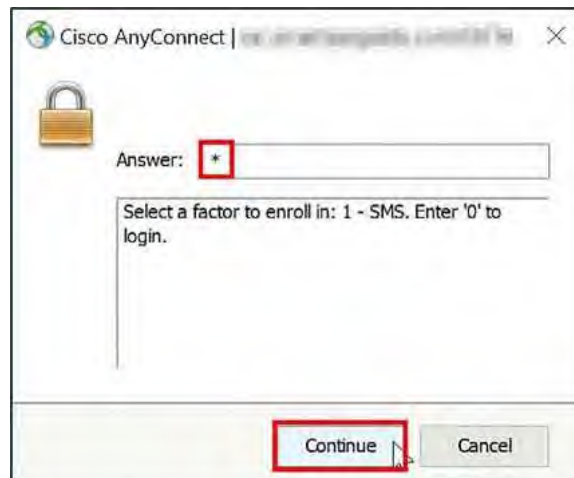 Cisco AnyConnect |
Answer: *
Select a factor to enroll in: 1 - SMS. Enter '0' to
login.
Continue Cancel